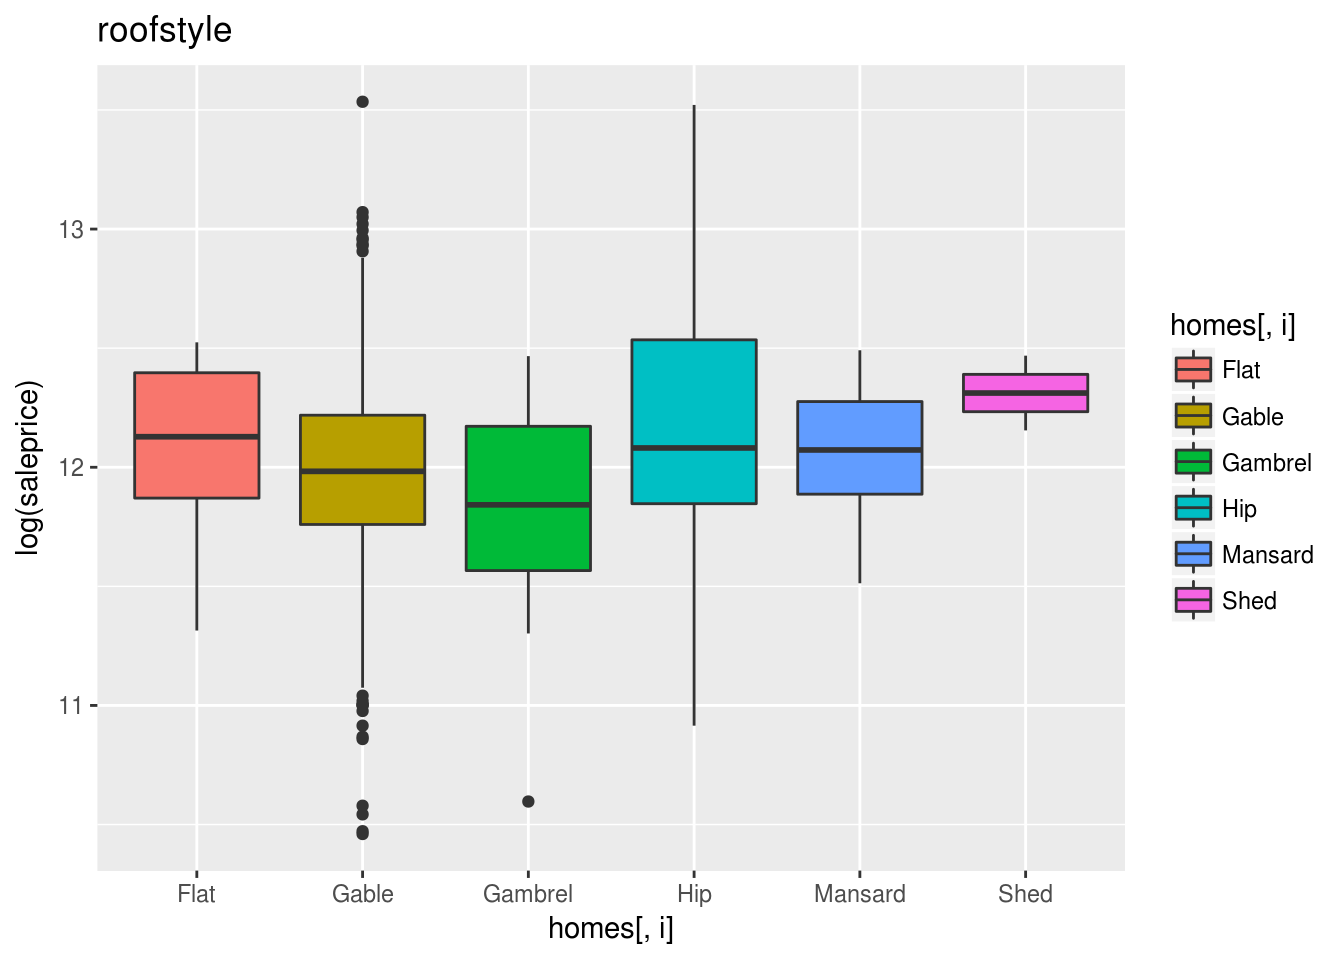 roofstyle
log(saleprice)
13
12
11
Flat
Gable
Gambrel
Hip
Mansard
Shed
homes[, i]
homes[, i]
Flat
Gable
Gambrel
Hip
Mansard
Shed